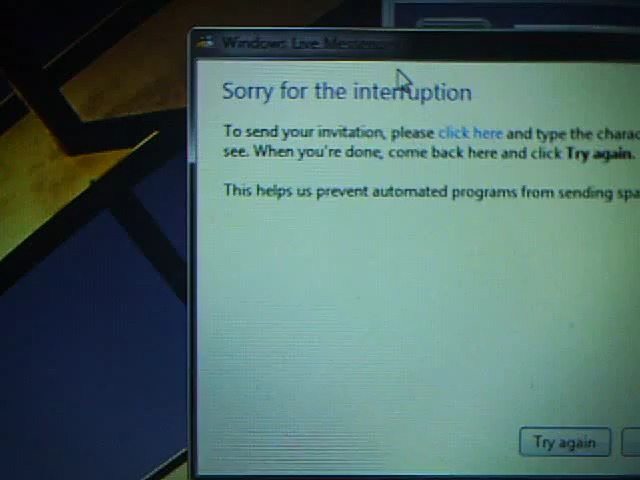 Windows Live Messenger
Sorry for the interruption
To send your invitation, please click here and type the charac
see. When you're done, come back here and click Try again.
This helps us prevent automated programs from sending spa
Try again